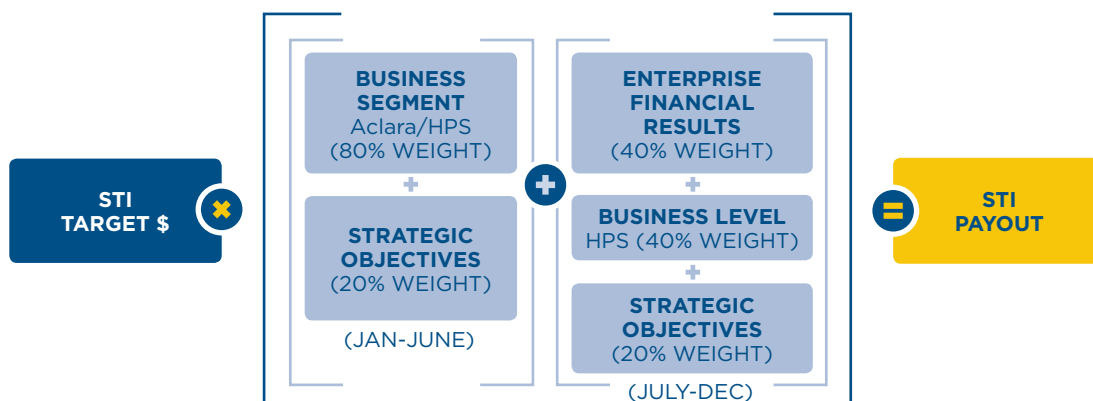 STI
TARGET $
×
BUSINESS
SEGMENT
Aclara/HPS
(80% WEIGHT)
+
STRATEGIC
OBJECTIVES
(20% WEIGHT)
(JAN-JUNE)
+
ENTERPRISE
FINANCIAL
RESULTS
(40% WEIGHT)
+
BUSINESS LEVEL
HPS (40% WEIGHT)
+
STRATEGIC
OBJECTIVES
(20% WEIGHT)
(JULY-DEC)
=
STI
PAYOUT